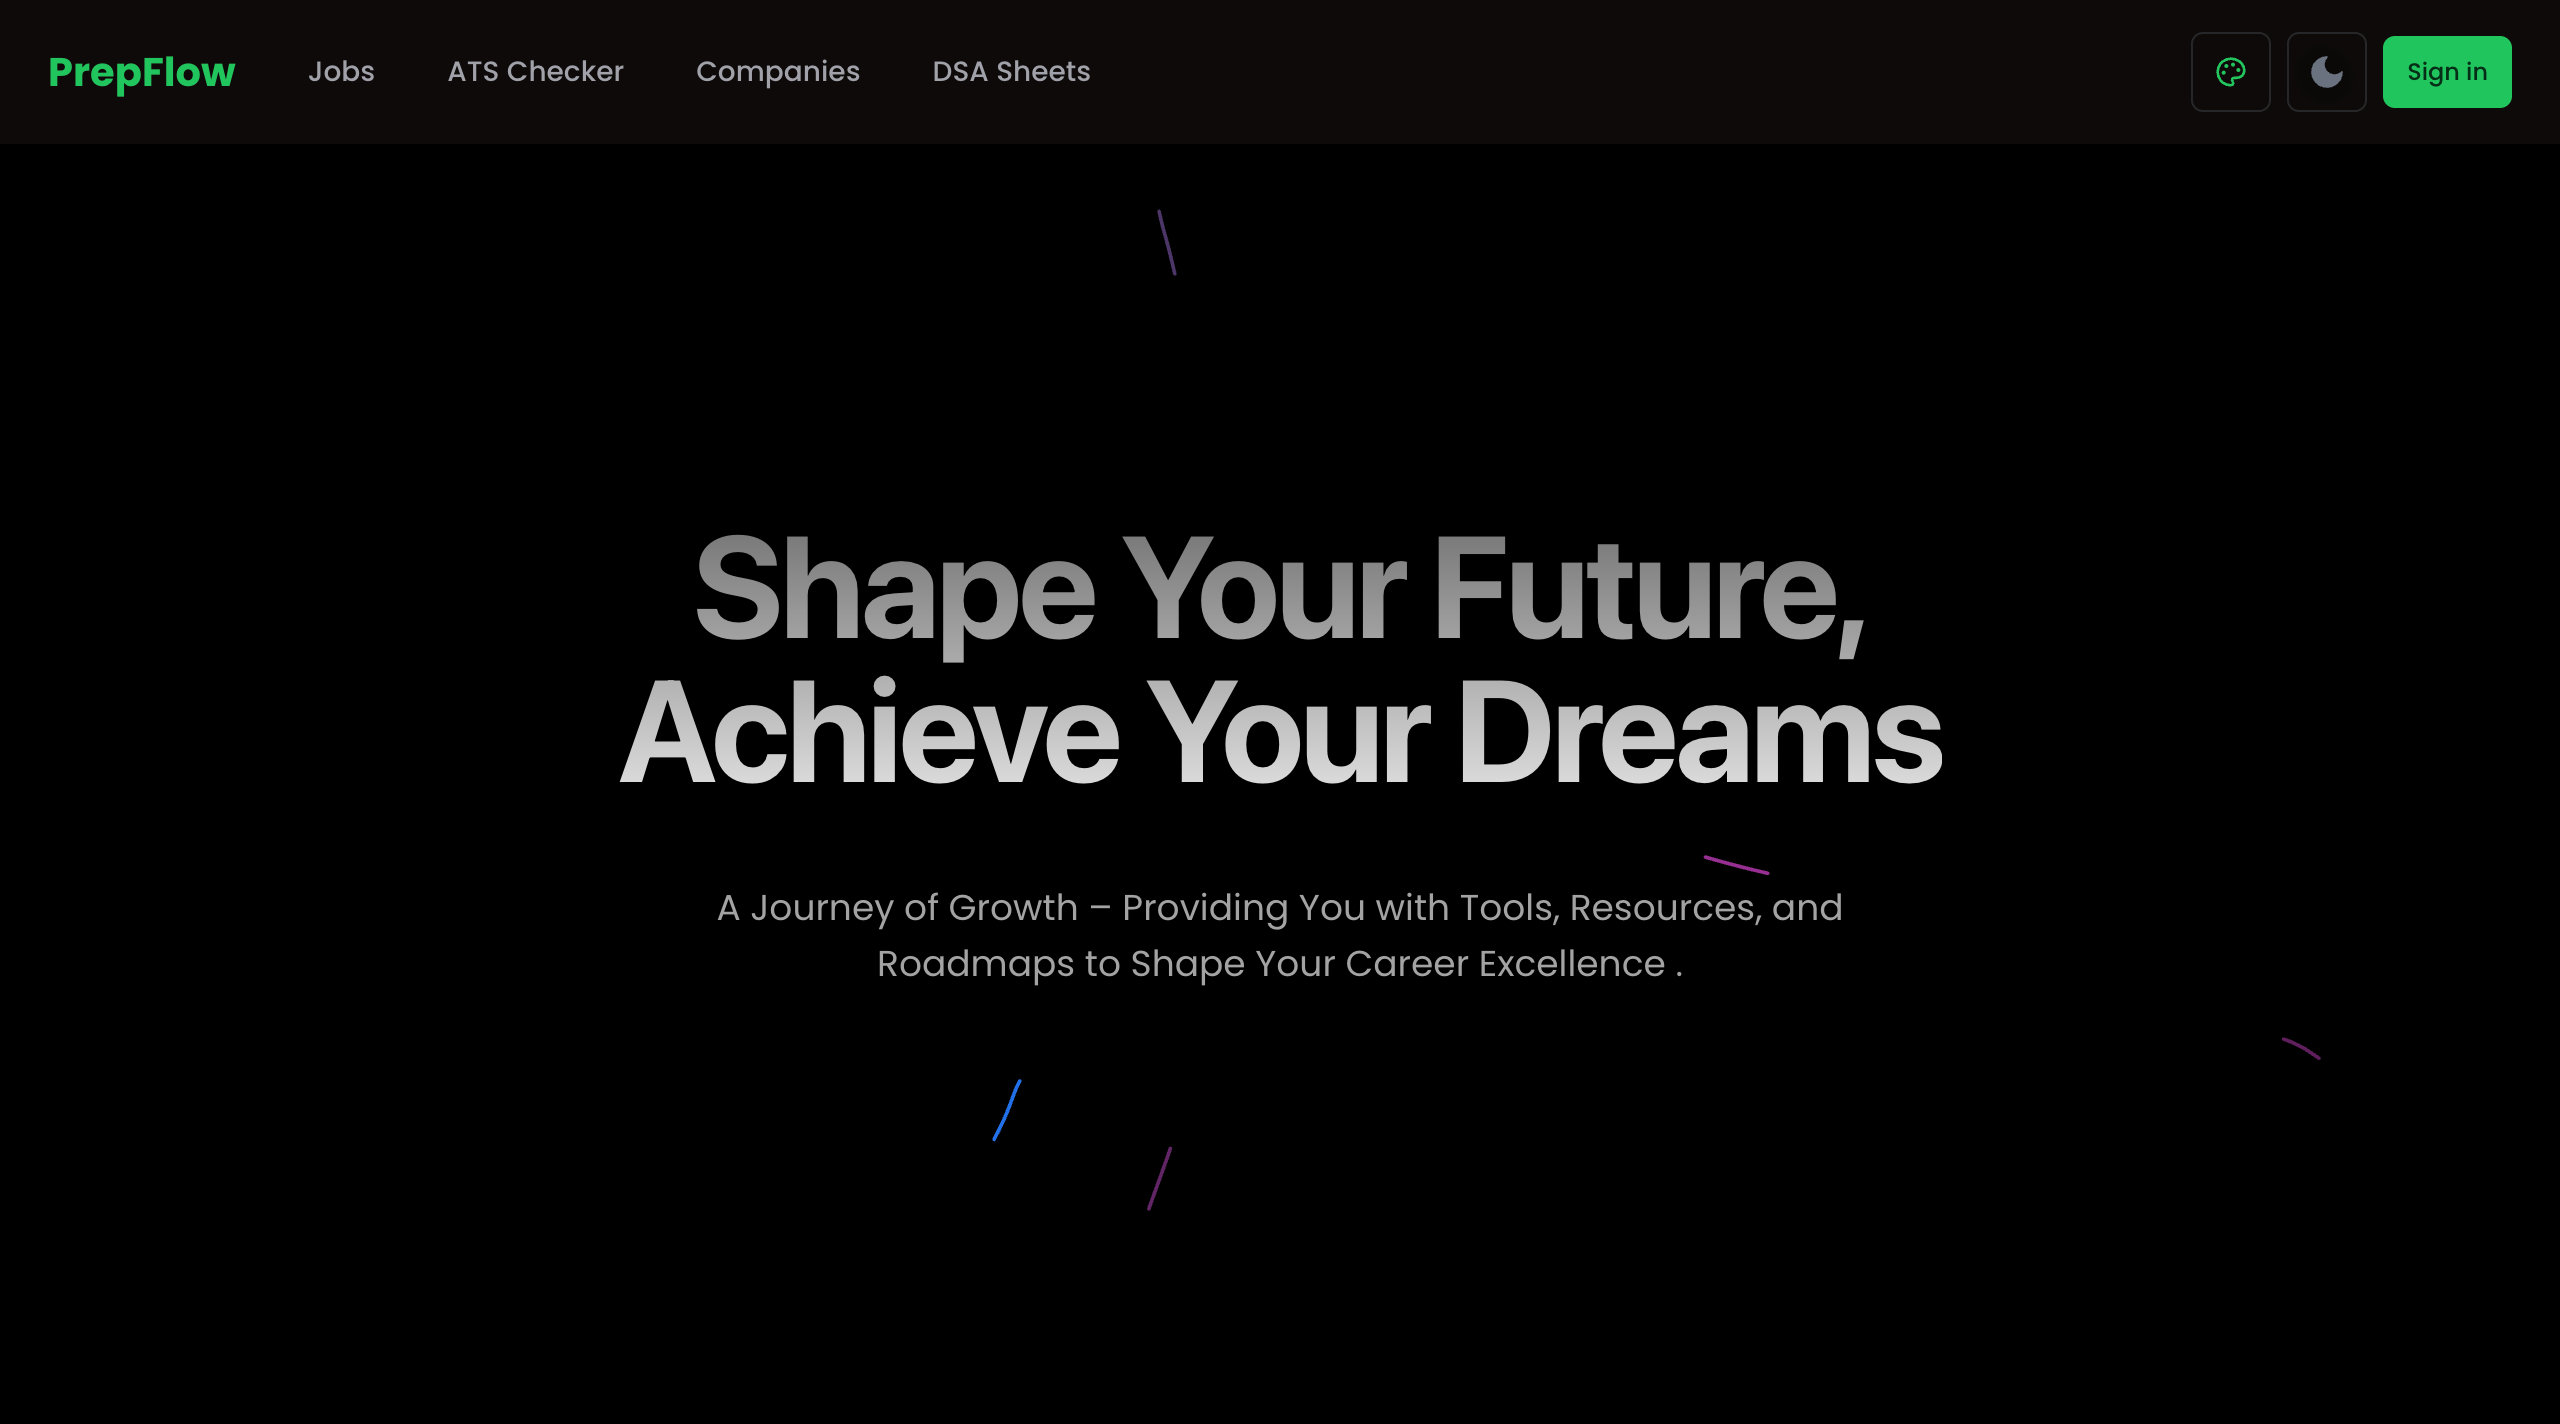 PrepFlow Jobs ATS Checker Companies DSA Sheets Sign in
Shape Your Future,
Achieve Your Dreams
A Journey of Growth – Providing You with Tools, Resources, and
Roadmaps to Shape Your Career Excellence .